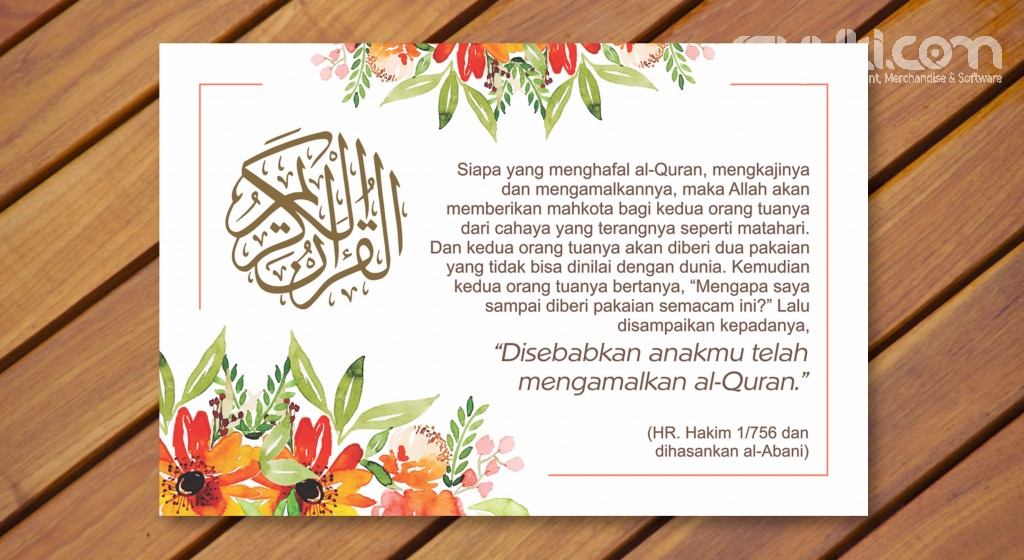 nt, Merchandise & Software
القرآن الكريم
Siapa yang menghafal al-Quran, mengkajinya
dan mengamalkannya, maka Allah akan
memberikan mahkota bagi kedua orang tuanya
dari cahaya yang terangnya seperti matahari.
Dan kedua orang tuanya akan diberi dua pakaian
yang tidak bisa dinilai dengan dunia. Kemudian
kedua orang tuanya bertanya, “Mengapa saya
sampai diberi pakaian semacam ini?” Lalu
disampaikan kepadanya,
“Disebabkan anakmu telah
mengamalkan al-Quran.”
(HR. Hakim 1/756 dan
dihasankan al-Abani)